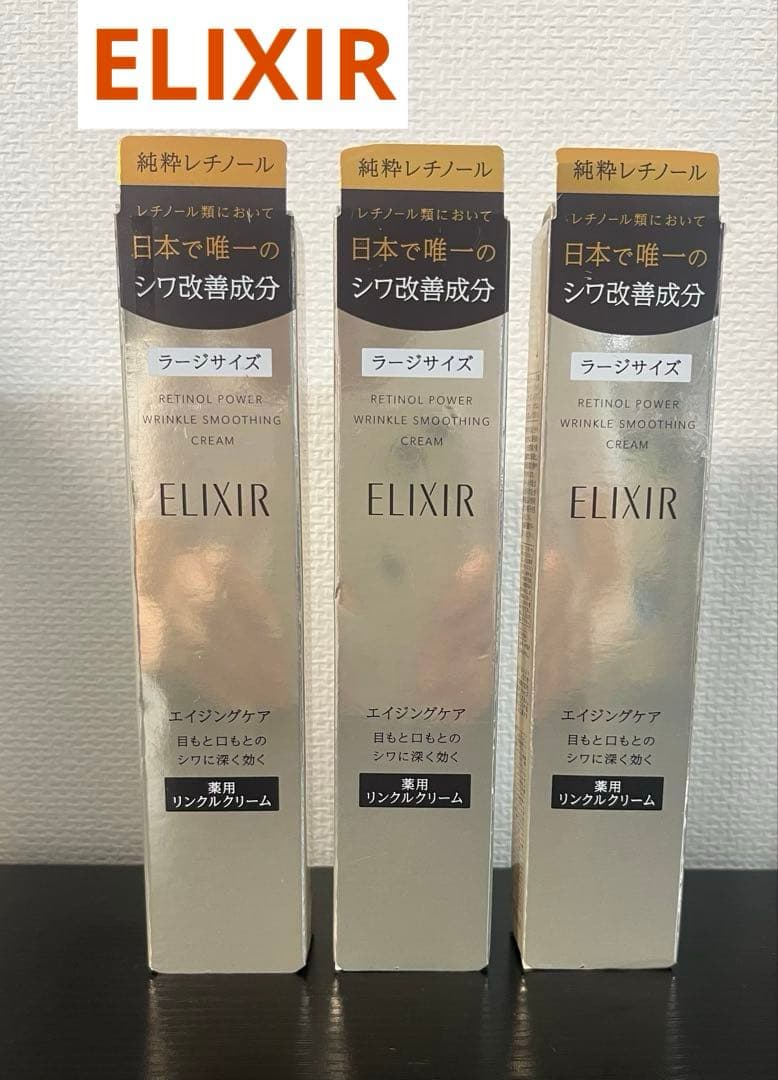 ELIXIR
純粋レチノール
レチノール類において
日本で唯一の
シワ改善成分
ラージサイズ
RETINOL POWER
WRINKLE SMOOTHING
CREAM
ELIXIR
エイジングケア
目もと口もとの
シワに深く効く
薬用
リンクルクリーム
純粋レチノール
レチノール類において
日本で唯一の
シワ改善成分
ラージサイズ
RETINOL POWER
WRINKLE SMOOTHING
CREAM
ELIXIR
エイジングケア
目もと口もとの
シワに深く効く
薬用
リンクルクリーム
純粋レチノール
レチノール類において
日本で唯一の
シワ改善成分
ラージサイズ
RETINOL POWER
WRINKLE SMOOTHING
CREAM
ELIXIR
エイジングケア
目もと口もとの
シワに深く効く
薬用
リンクルクリーム